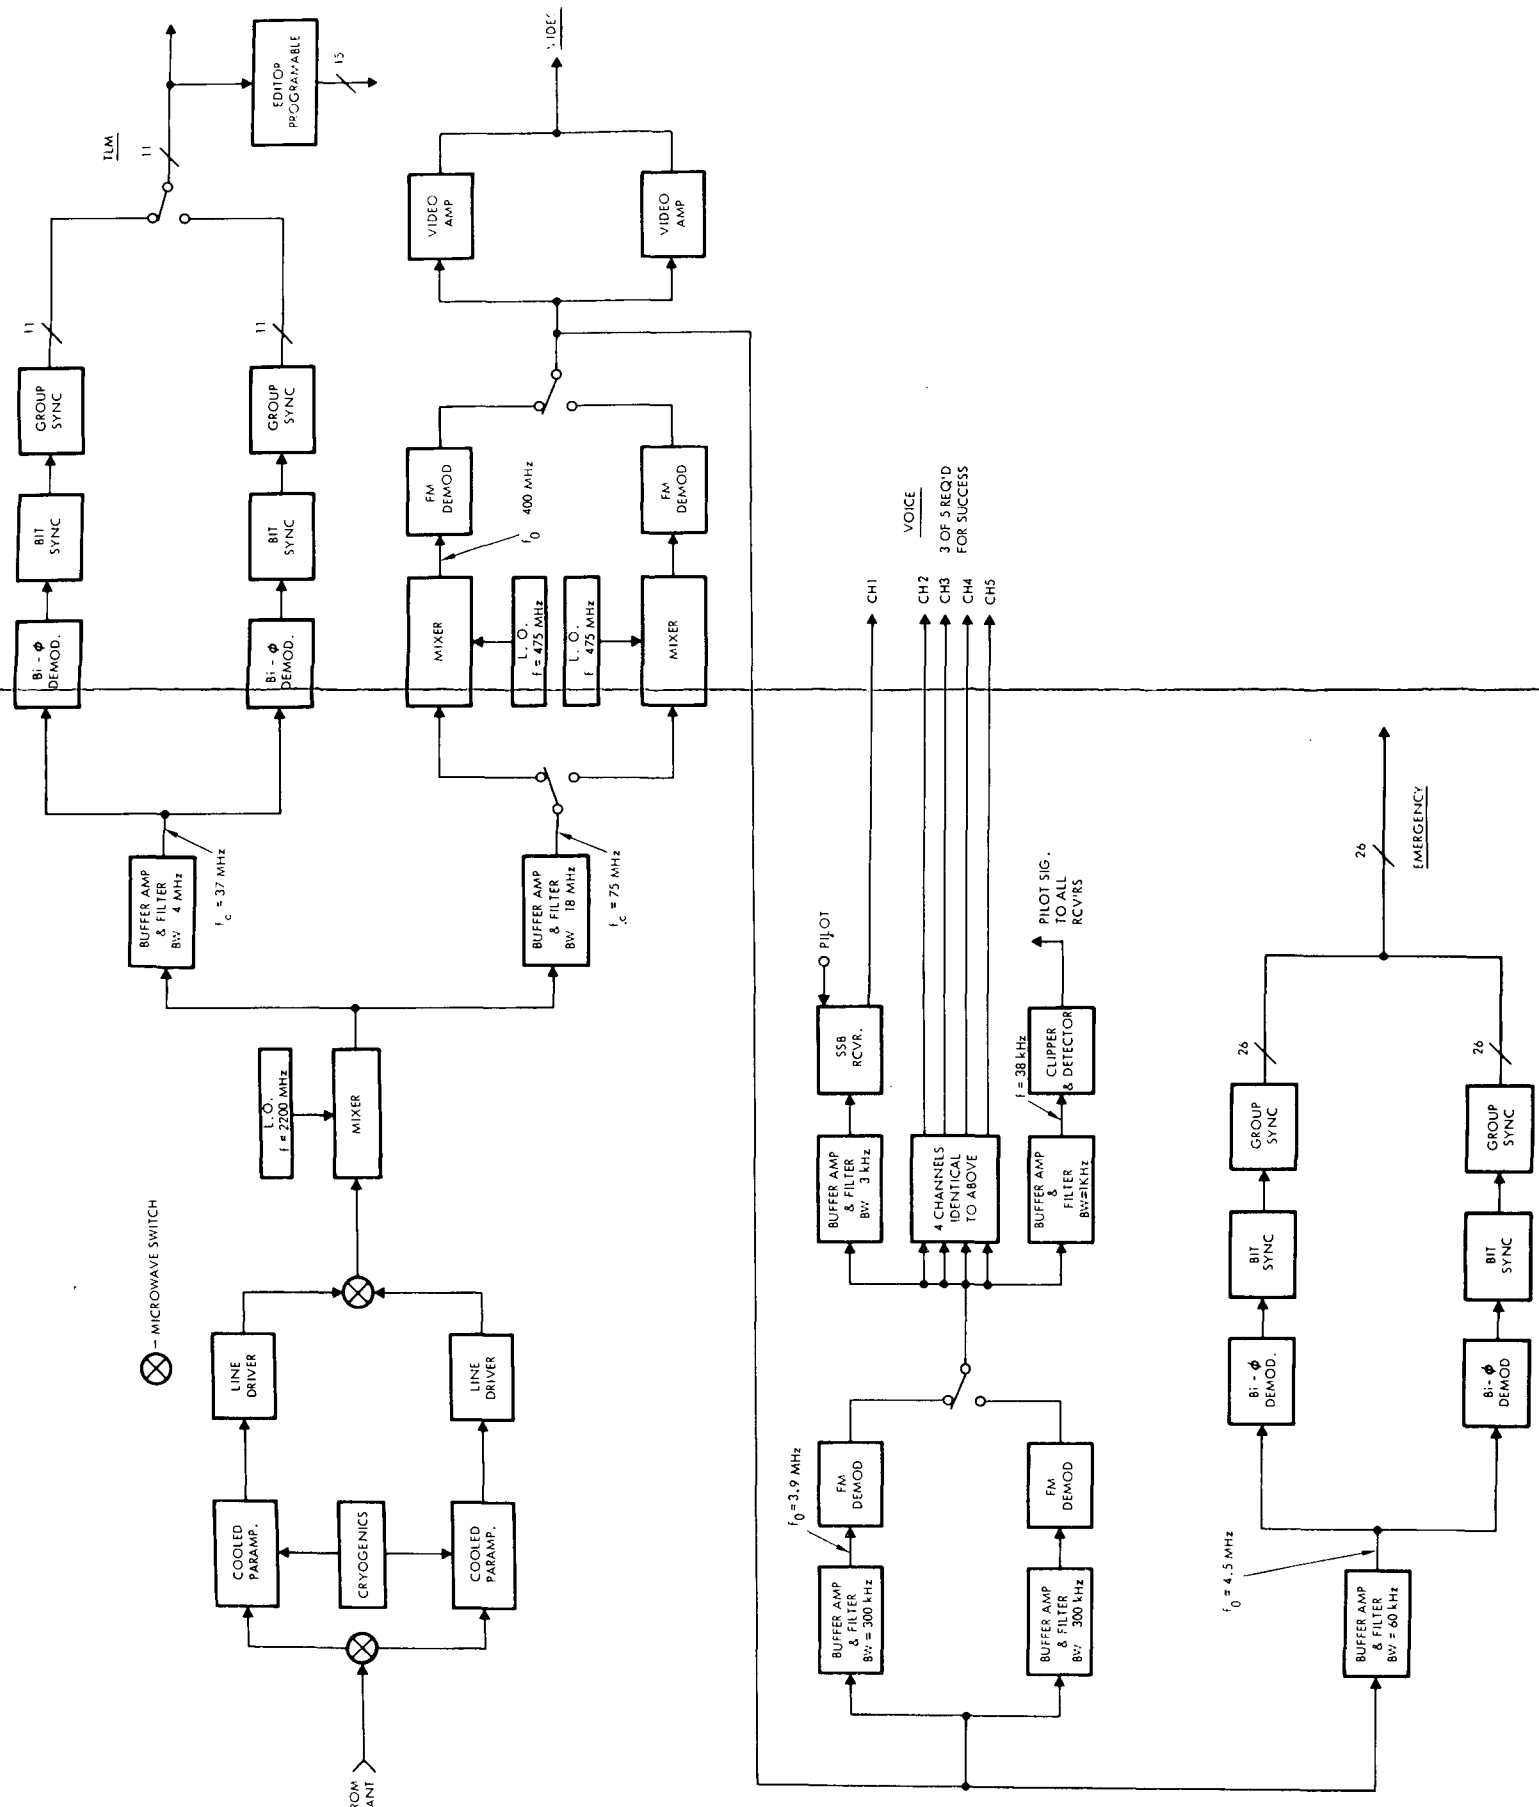 ROM
ANT
COOLED
PARAMP.
CRYOGENICS
COOLED
PARAMP.
LINE
DRIVER
LINE
DRIVER
– MICROWAVE SWITCH
L.O.
f = 2200 MHz
MIXER
BUFFER AMP
& FILTER
BW 4 MHz
fc = 37 MHz
BUFFER AMP
& FILTER
BW 18 MHz
fc = 75 MHz
Bi - ϕ
DEMOD.
BIT
SYNC
GROUP
SYNC
11
Bi - ϕ
DEMOD.
BIT
SYNC
GROUP
SYNC
11
TLM
11
EDITOR
PROGRAMABLE
15
MIXER
L.O.
f = 475 MHz
L.O.
f 475 MHz
MIXER
FM
DEMOD
f0 400 MHz
FM
DEMOD
VIDEO
AMP
VIDEO
AMP
BUFFER AMP
& FILTER
BW = 300 kHz
f0 = 3.9 MHz
FM
DEMOD
BUFFER AMP
& FILTER
BW 300 kHz
FM
DEMOD
BUFFER AMP
& FILTER
BW 3 kHz
SSB
RCVR.
PILOT
4 CHANNELS
IDENTICAL
TO ABOVE
BUFFER AMP
&
FILTER
BW=1KHz
f = 38 kHz
CLIPPER
& DETECTOR
PILOT SIG.
TO ALL
RCV'RS
CH1
CH2
CH3
CH4
CH5
VOICE
3 OF 5 REQ'D
FOR SUCCESS
BUFFER AMP
& FILTER
BW = 60 kHz
f0 = 4.5 MHz
Bi - ϕ
DEMOD.
BIT
SYNC
GROUP
SYNC
26
Bi-ϕ
DEMOD
BIT
SYNC
GROUP
SYNC
26
26
EMERGENCY